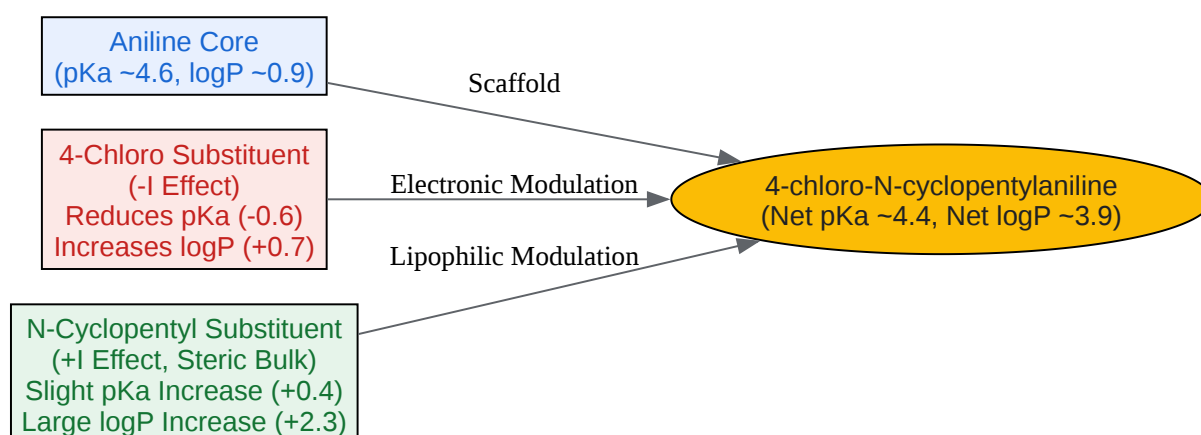 Aniline Core
(pKa ~4.6, logP ~0.9)
Scaffold
4-Chloro Substituent
(-I Effect)
Reduces pKa (-0.6)
Increases logP (+0.7)
Electronic Modulation
4-chloro-N-cyclopentylaniline
(Net pKa ~4.4, Net logP ~3.9)
Lipophilic Modulation
N-Cyclopentyl Substituent
(+I Effect, Steric Bulk)
Slight pKa Increase (+0.4)
Large logP Increase (+2.3)